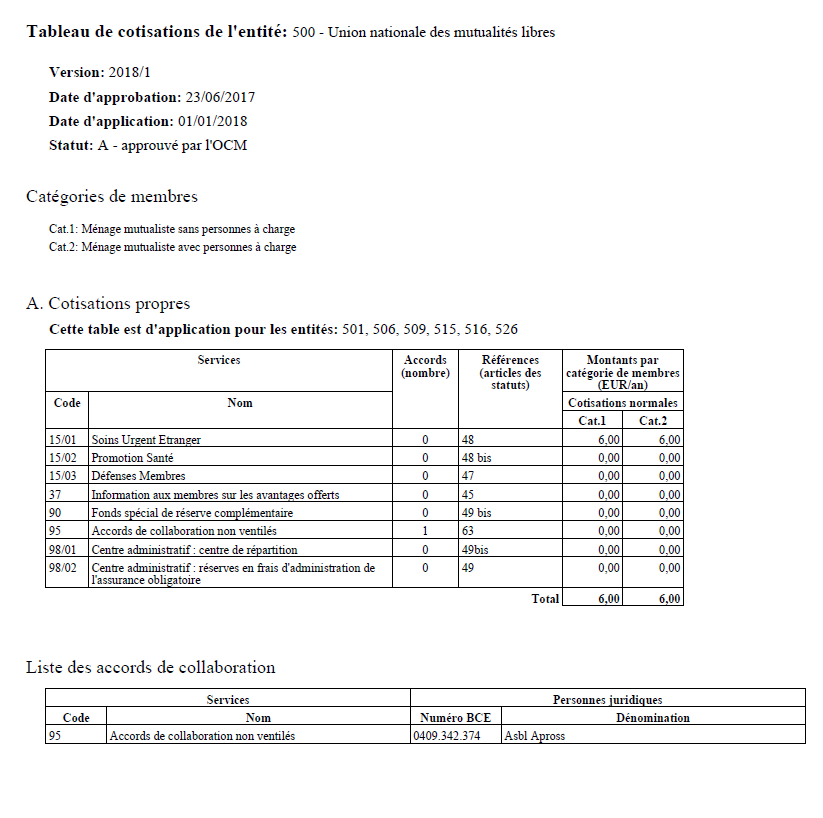 Tableau de cotisations de l'entité: 500 - Union nationale des mutualités libres
Version: 2018/1
Date d'approbation: 23/06/2017
Date d'application: 01/01/2018
Statut: A - approuvé par l'OCM
Catégories de membres
Cat.1: Ménage mutualiste sans personnes à charge
Cat.2: Ménage mutualiste avec personnes à charge
A. Cotisations propres
Cette table est d'application pour les entités: 501, 506, 509, 515, 516, 526
Services Accords Références Montants par
(nombre) (articles des catégorie de membres
statuts) (EUR/an)
Code Nom Cotisations normales
Cat.1 Cat.2
15/01 Soins Urgent Etranger 0 48 6,00 6,00
15/02 Promotion Santé 0 48 bis 0,00 0,00
15/03 Défenses Membres 0 47 0,00 0,00
37 Information aux membres sur les avantages offerts 0 45 0,00 0,00
90 Fonds spécial de réserve complémentaire 0 49 bis 0,00 0,00
95 Accords de collaboration non ventilés 1 63 0,00 0,00
98/01 Centre administratif : centre de répartition 0 49bis 0,00 0,00
98/02 Centre administratif : réserves en frais d'administration de 0 49 0,00 0,00
l'assurance obligatoire
Total 6,00 6,00
Liste des accords de collaboration
Services Personnes juridiques
Code Nom Numéro BCE Dénomination
95 Accords de collaboration non ventilés 0409.342.374 Asbl Apross